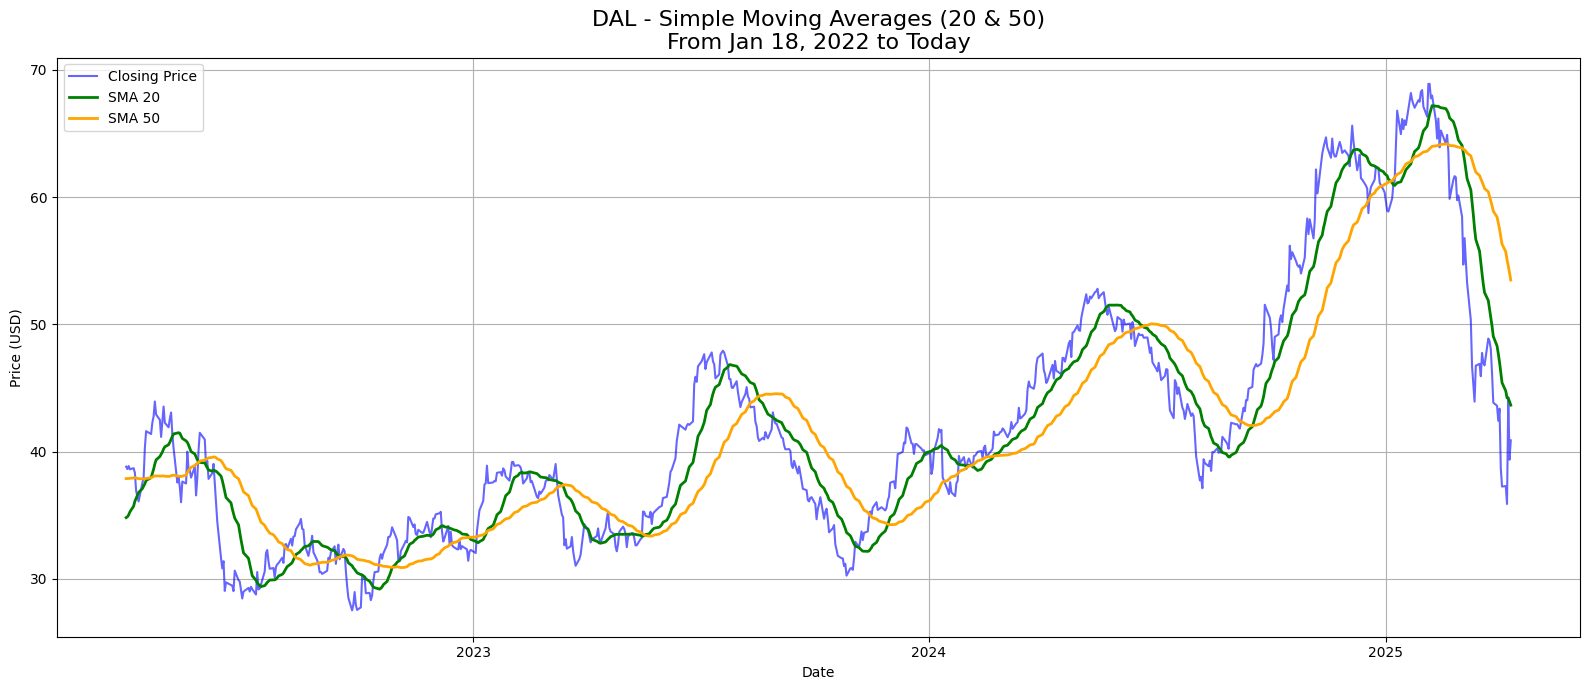 DAL - Simple Moving Averages (20 & 50)
From Jan 18, 2022 to Today
Closing Price
SMA 20
SMA 50
Price (USD)
70
60
50
40
30
2023
2024
2025
Date